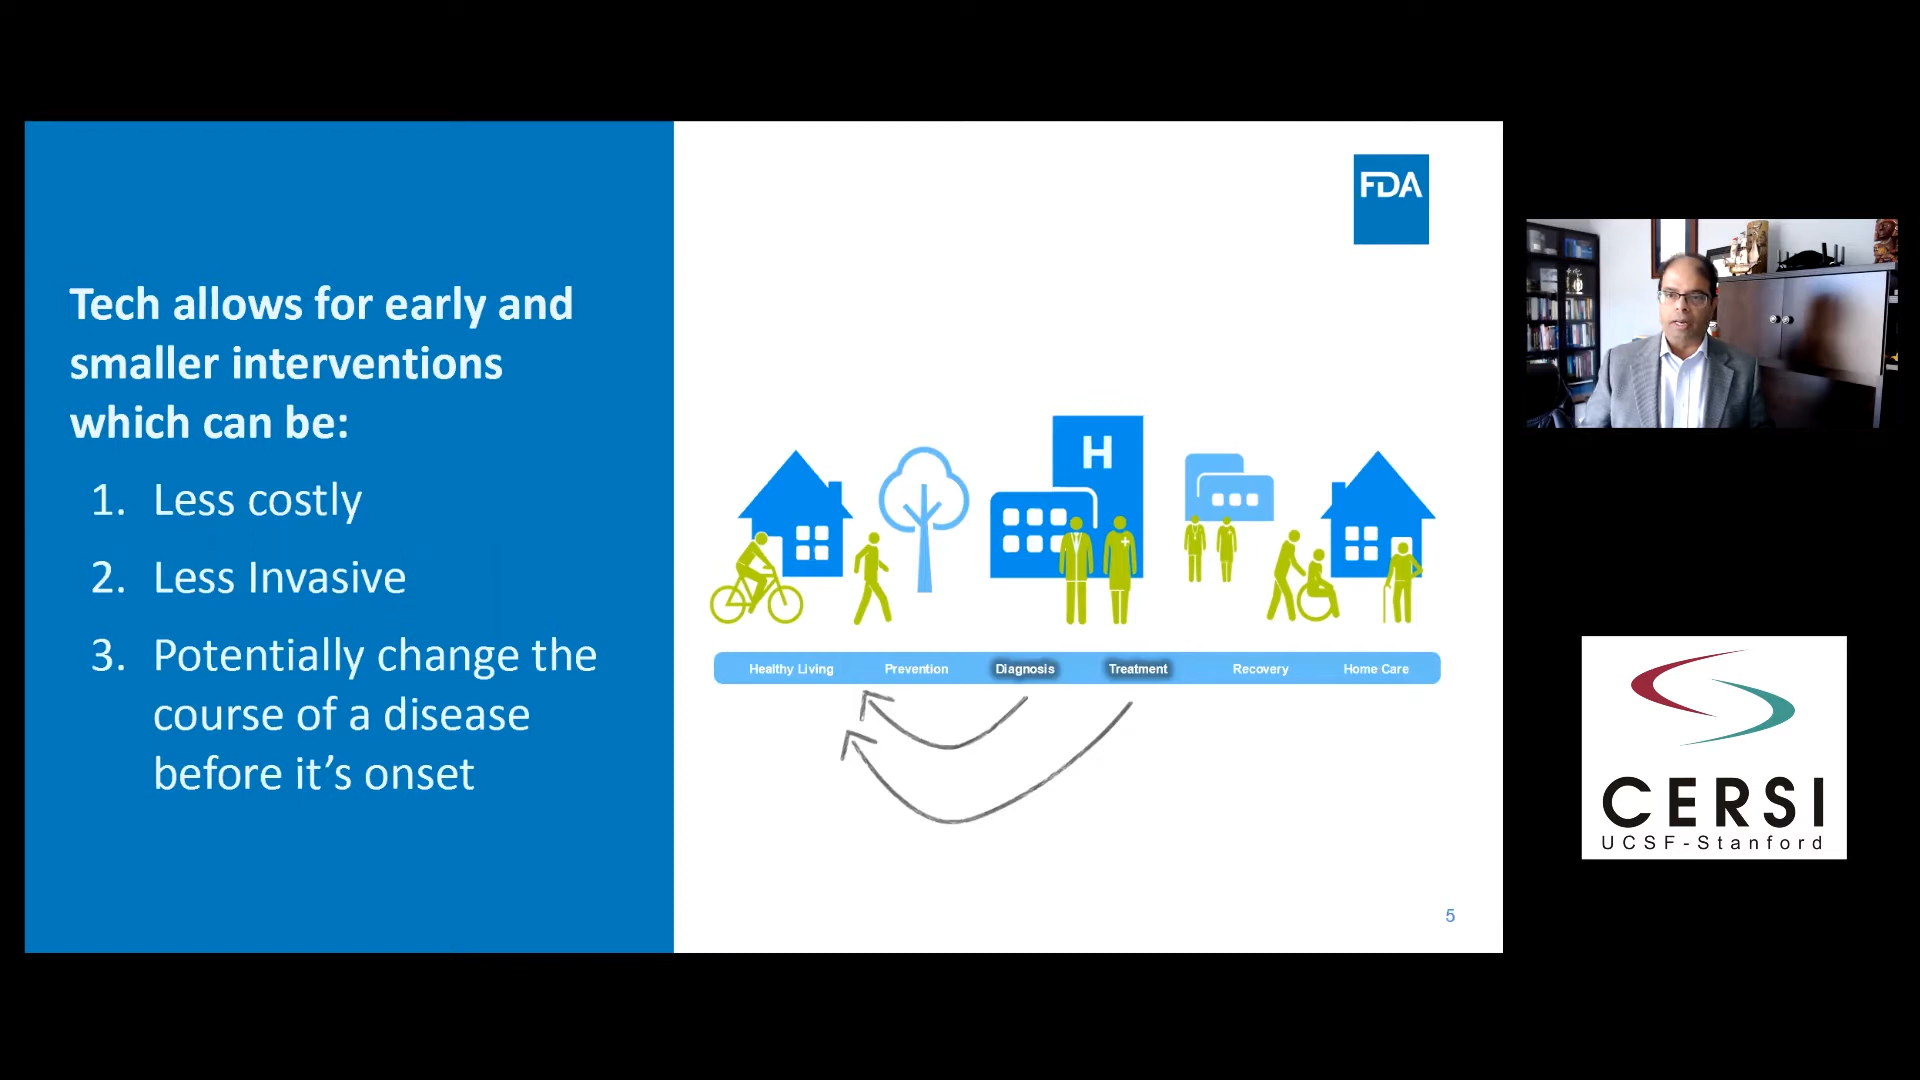 Tech allows for early and
smaller interventions
which can be:
1. Less costly
2. Less Invasive
3. Potentially change the
course of a disease
before it’s onset
FDA
H
Healthy Living Prevention Diagnosis Treatment Recovery Home Care
5
CERSI
UCSF-Stanford